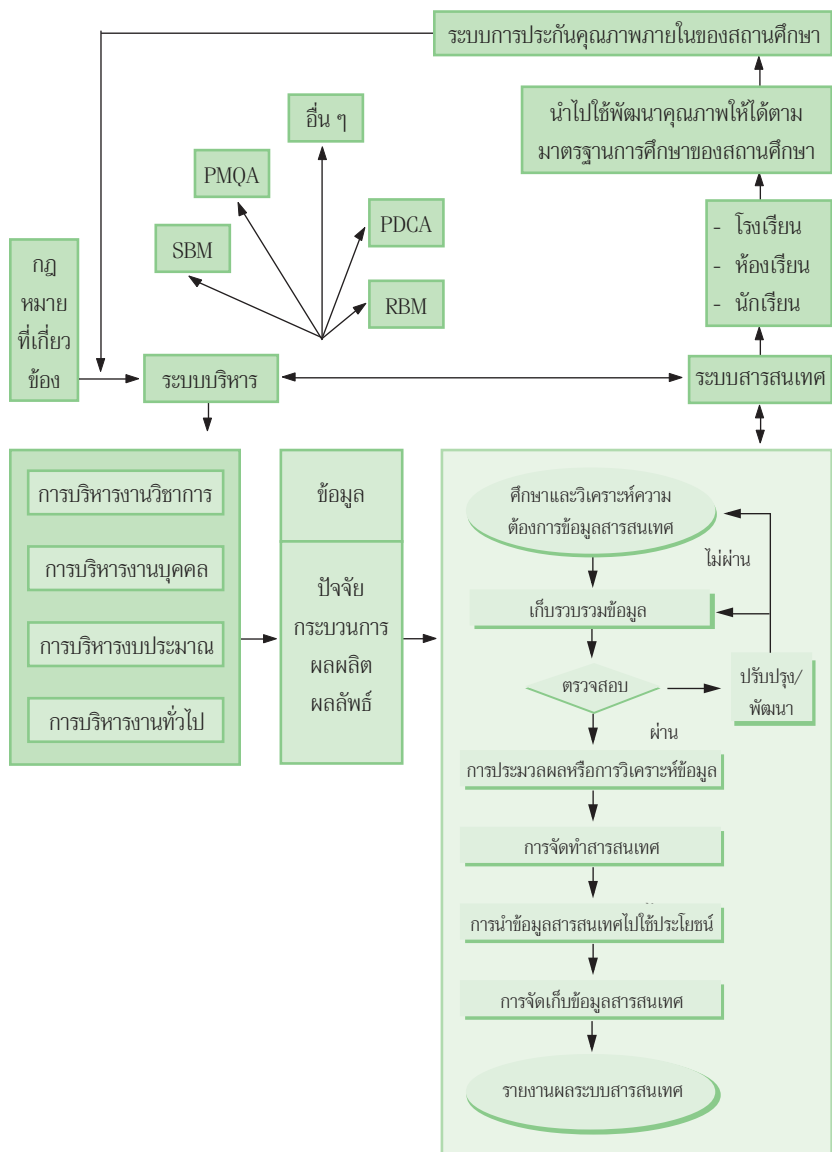 ระบบการประกันคุณภาพภายในของสถานศึกษา
นำไปใช้พัฒนาคุณภาพให้ได้ตาม
มาตรฐานการศึกษาของสถานศึกษา
- โรงเรียน
- ห้องเรียน
- นักเรียน
อื่น ๆ
PMQA
PDCA
SBM
RBM
กฎ
หมาย
ที่เกี่ยว
ข้อง
ระบบบริหาร
ระบบสารสนเทศ
การบริหารงานวิชาการ
การบริหารงานบุคคล
การบริหารงบประมาณ
การบริหารงานทั่วไป
ข้อมูล
ปัจจัย
กระบวนการ
ผลผลิต
ผลลัพธ์
ศึกษาและวิเคราะห์ความ
ต้องการข้อมูลสารสนเทศ
ไม่ผ่าน
เก็บรวบรวมข้อมูล
ตรวจสอบ
ปรับปรุง/
พัฒนา
ผ่าน
การประมวลผลหรือการวิเคราะห์ข้อมูล
การจัดทำสารสนเทศ
การนำข้อมูลสารสนเทศไปใช้ประโยชน์
การจัดเก็บข้อมูลสารสนเทศ
รายงานผลระบบสารสนเทศ